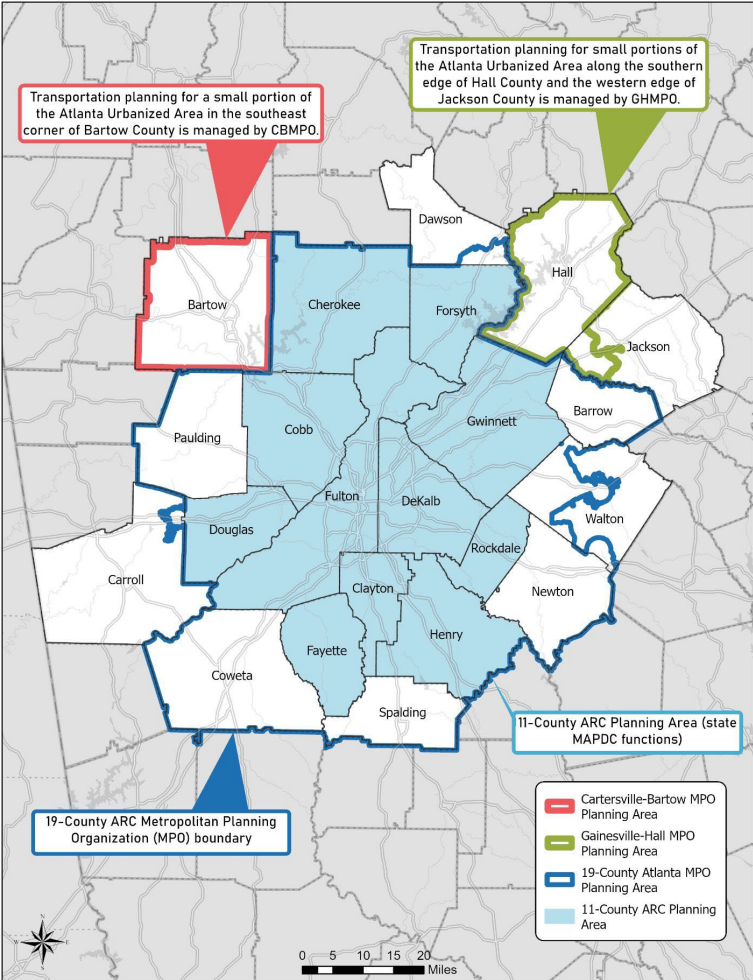 Transportation planning for small portions of
the Atlanta Urbanized Area along the southern
edge of Hall County and the western edge of
Jackson County is managed by GHMPO.
Transportation planning for a small portion of
the Atlanta Urbanized Area in the southeast
corner of Bartow County is managed by CBMPO.
Dawson
Hall
Bartow
Cherokee
Forsyth
Jackson
Barrow
Gwinnett
Paulding
Cobb
Fulton
DeKalb
Walton
Douglas
Rockdale
Carroll
Clayton
Newton
Henry
Fayette
Coweta
Spalding
11-County ARC Planning Area (state
MAPDC functions)
19-County ARC Metropolitan Planning
Organization (MPO) boundary
Cartersville-Bartow MPO
Planning Area
Gainesville-Hall MPO
Planning Area
19-County Atlanta MPO
Planning Area
11-County ARC Planning
Area
N
W E
S
0 5 10 15 20
Miles